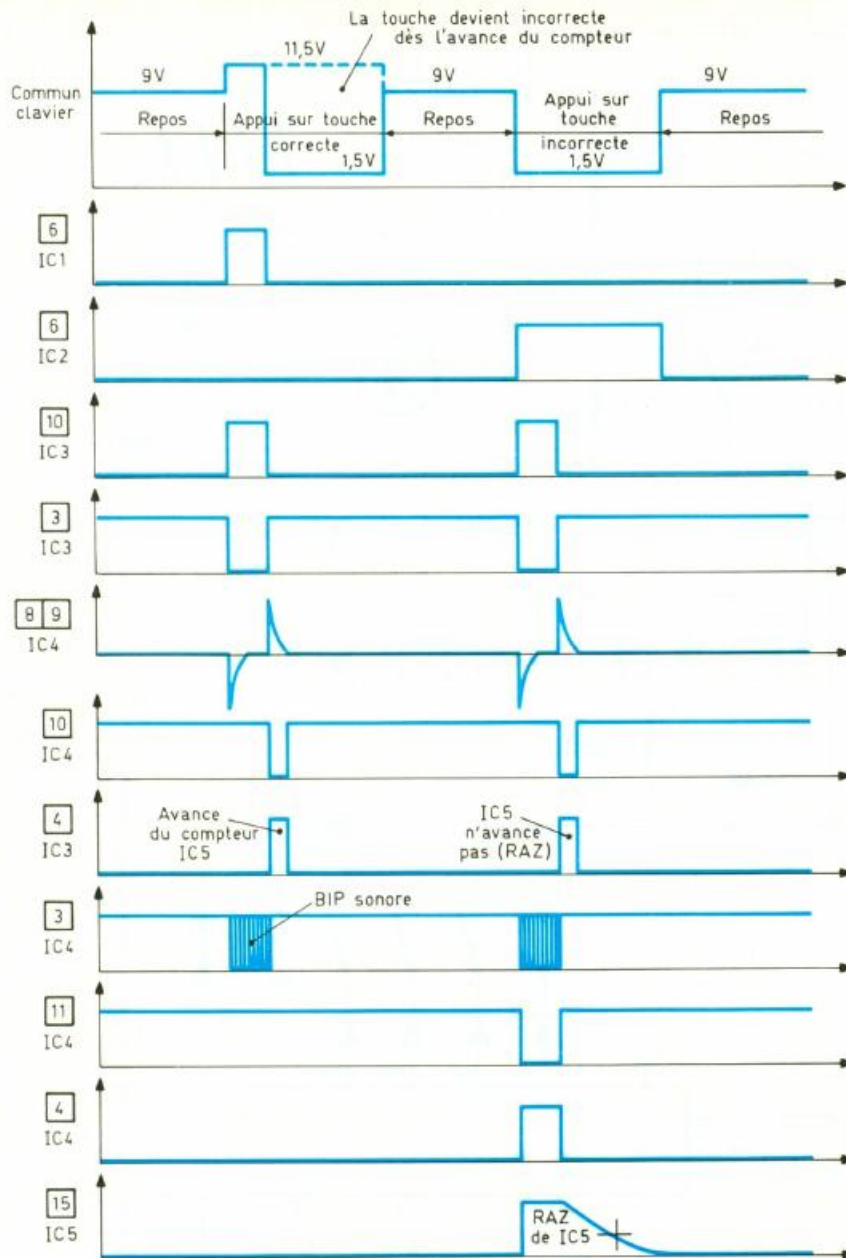 La touche devient incorrecte
dès l'avance du compteur
11,5V
9V
9V
9V
Commun
clavier
Repos
Appui sur touche
correcte
Repos
Appui sur
touche
incorrecte
Repos
1,5V
1,5V
6
IC1
6
IC2
10
IC3
3
IC3
8 9
IC4
10
IC4
4
IC3
Avance
du compteur
IC5
IC5
n'avance
pas (RAZ)
3
IC4
BIP sonore
11
IC4
4
IC4
15
IC5
RAZ
de IC5